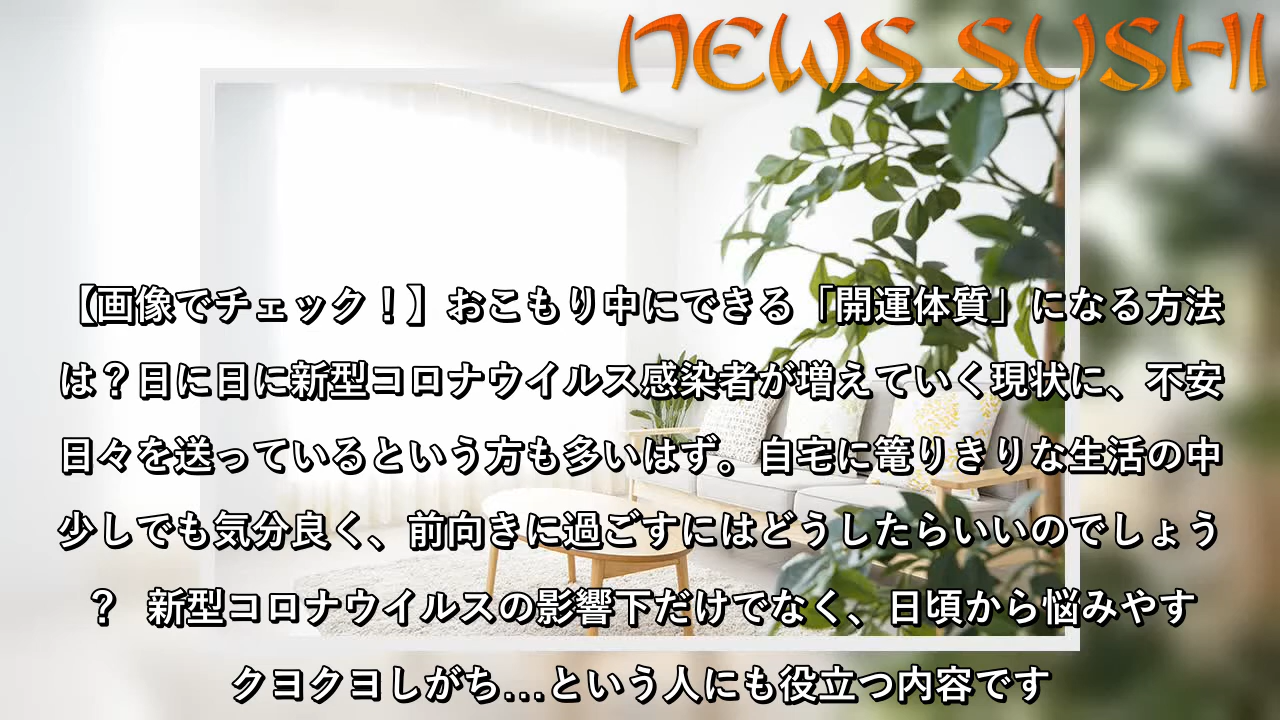 NEWS SUSHI
【画像でチェック！】おこもり中にできる「開運体質」になる方法
は？日に日に新型コロナウイルス感染者が増えていく現状に、不安
日々を送っているという方も多いはず。自宅に篭りきりな生活の中
少しでも気分良く、前向きに過ごすにはどうしたらいいのでしょう
？ 新型コロナウイルスの影響下だけでなく、日頃から悩みやす
クヨクヨしがち…という人にも役立つ内容です